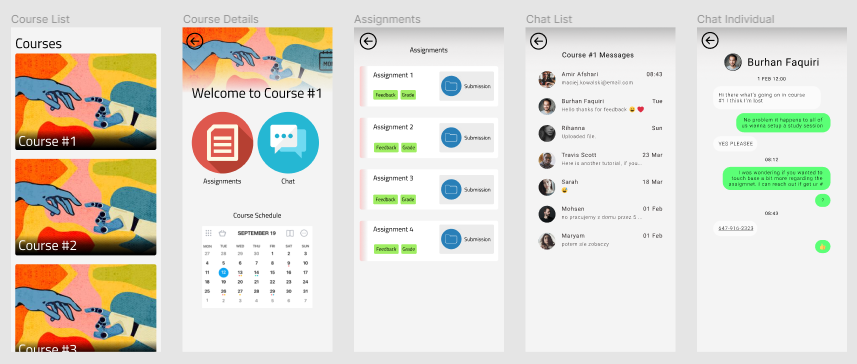 Course List
Courses
Course #1
Course #2
Course #3
Course Details
Welcome to Course #1
Assignments
Chat
Course Schedule
SEPTEMBER 19
MON TUE WED THU FRI SAT SUN
28 29 30 31 1 2 3
4 5 6 7 8 9 10
11 12 13 14 15 16 17
18 19 20 21 22 23 24
25 26 27 28 29 30 31
1 2 3 4 5 6 7
Assignments
Assignments
Assignment 1
Feedback Grade
Submission
Assignment 2
Feedback Grade
Submission
Assignment 3
Feedback Grade
Submission
Assignment 4
Feedback Grade
Submission
Chat List
Course #1 Messages
Amir Afshari 08:43
maciej.kowalski@email.com
Burhan Faquiri Tue
Hello thanks for feedback 😀 ❤️
Rihanna Sun
Uploaded file.
Travis Scott 23 Mar
Here is another tutorial, if you...
Sarah 18 Mar
😀
Mohsen 01 Feb
no pracujemy z domu przez 5 ...
Maryam 01 Feb
potem sie zobaczy
Chat Individual
Burhan Faquiri
1 FEB 12:00
Hi there what's going on in course
#1 I think I'm lost
No problem it happens to all of
us wanna setup a study session
YES PLEASEE
08:12
I was wondering if you wanted to
touch base a bit more regarding the
assignmet. I can reach out if get ur #
?
08:43
647-916-2323
👍